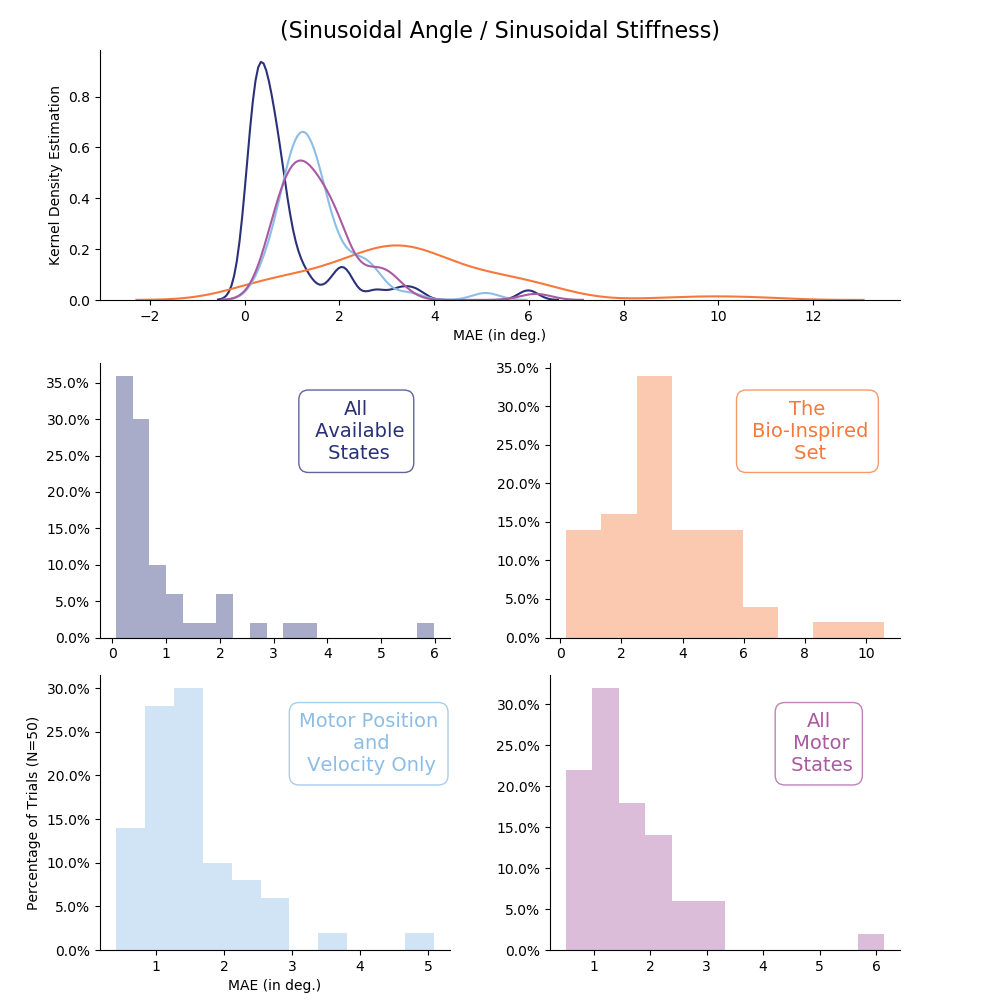 (Sinusoidal Angle / Sinusoidal Stiffness)
Kernel Density Estimation
0.8
0.6
0.4
0.2
0.0
−2 0 2 4 6 8 10 12
MAE (in deg.)
35.0%
30.0%
25.0%
20.0%
15.0%
10.0%
5.0%
0.0%
0 1 2 3 4 5 6
All
Available
States
35.0%
30.0%
25.0%
20.0%
15.0%
10.0%
5.0%
0.0%
0 2 4 6 8 10
The
Bio-Inspired
Set
Percentage of Trials (N=50)
30.0%
25.0%
20.0%
15.0%
10.0%
5.0%
0.0%
1 2 3 4 5
MAE (in deg.)
Motor Position
and
Velocity Only
30.0%
25.0%
20.0%
15.0%
10.0%
5.0%
0.0%
1 2 3 4 5 6
All
Motor
States